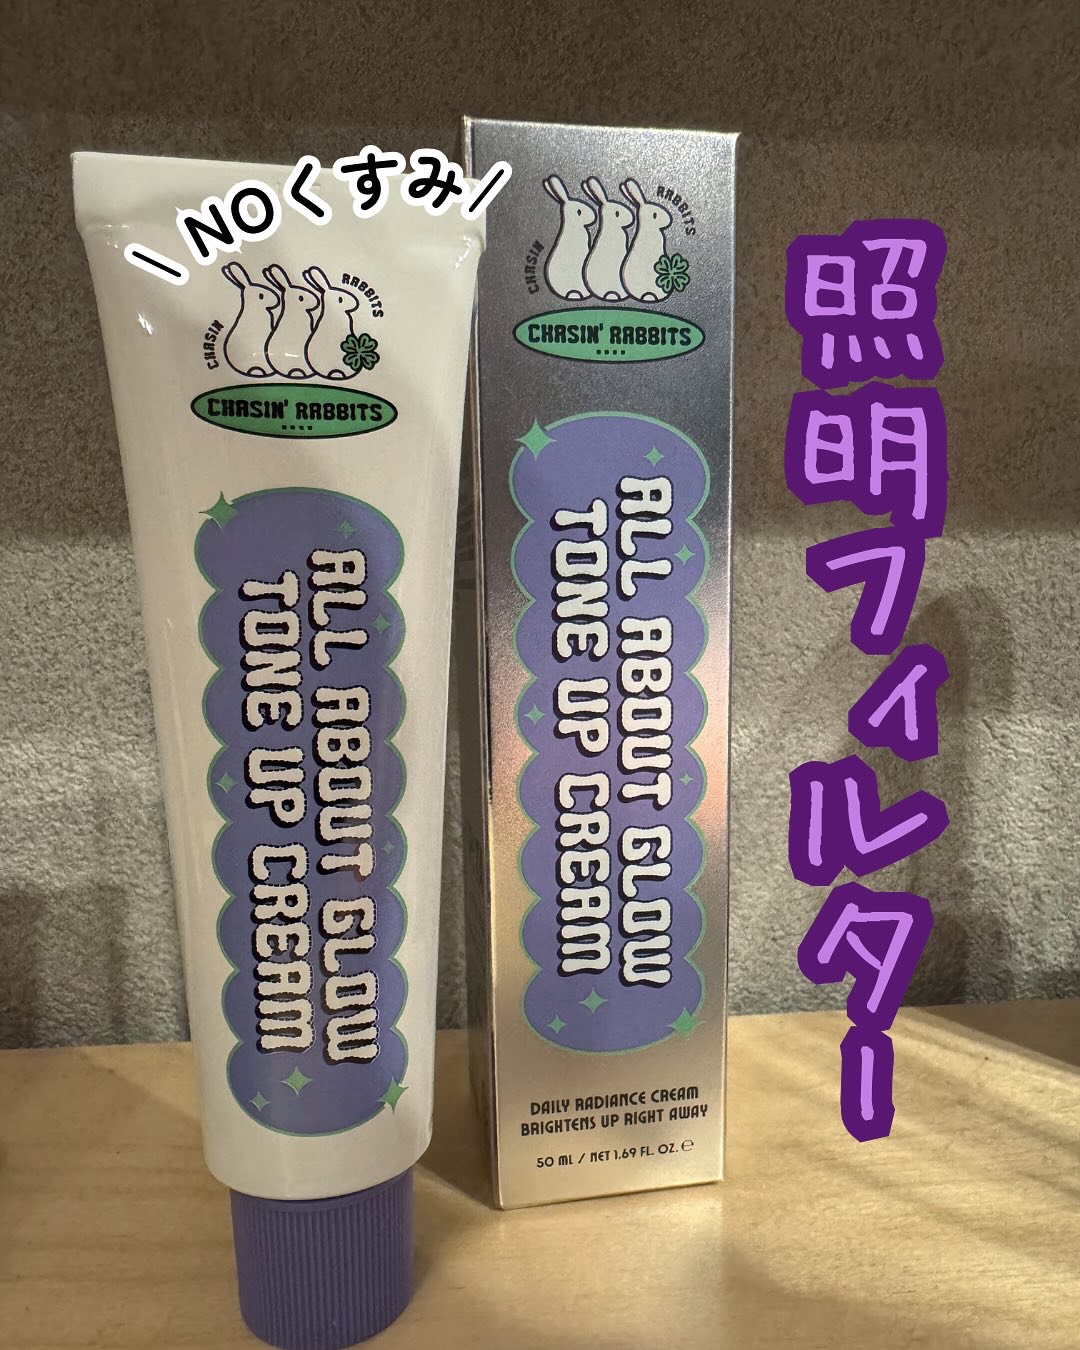 \ NOくすみ /
CHASIN RABBITS
CHASIN' RABBITS
ALL ABOUT GLOW
TONE UP CREAM
CHASIN RABBITS
CHASIN' RABBITS
ALL ABOUT GLOW
TONE UP CREAM
DAILY RADIANCE CREAM
BRIGHTENS UP RIGHT AWAY
50 ML / NET 1.69 FL. OZ. ℮
照明フィルター